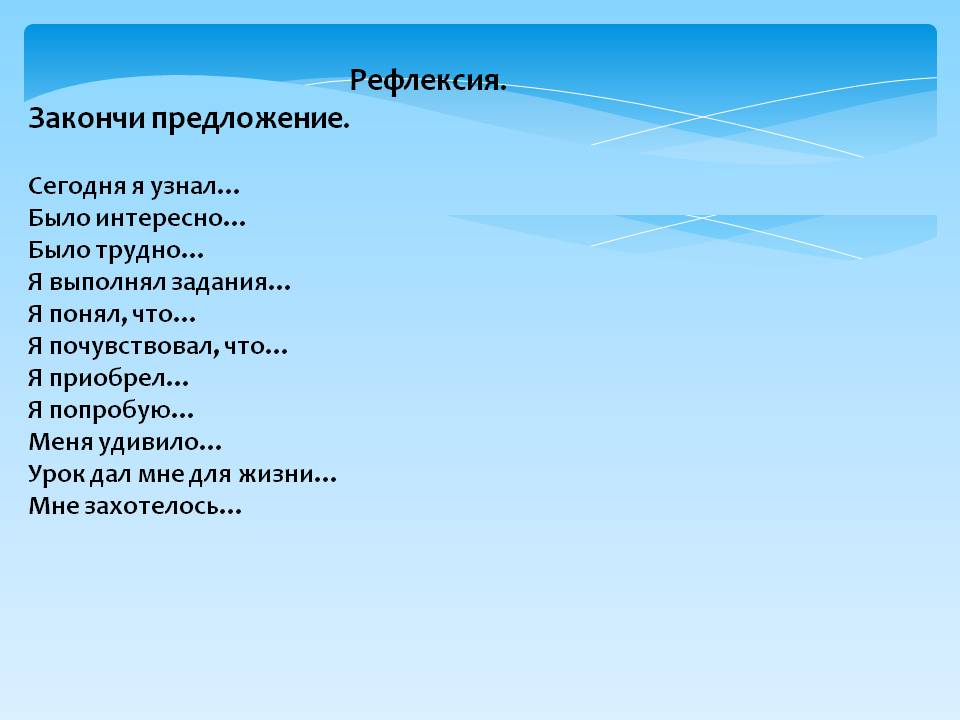 Рефлексия.
Закончи предложение.
Сегодня я узнал…
Было интересно…
Было трудно…
Я выполнял задания…
Я понял, что…
Я почувствовал, что…
Я приобрел…
Я попробую…
Меня удивило…
Урок дал мне для жизни…
Мне захотелось…